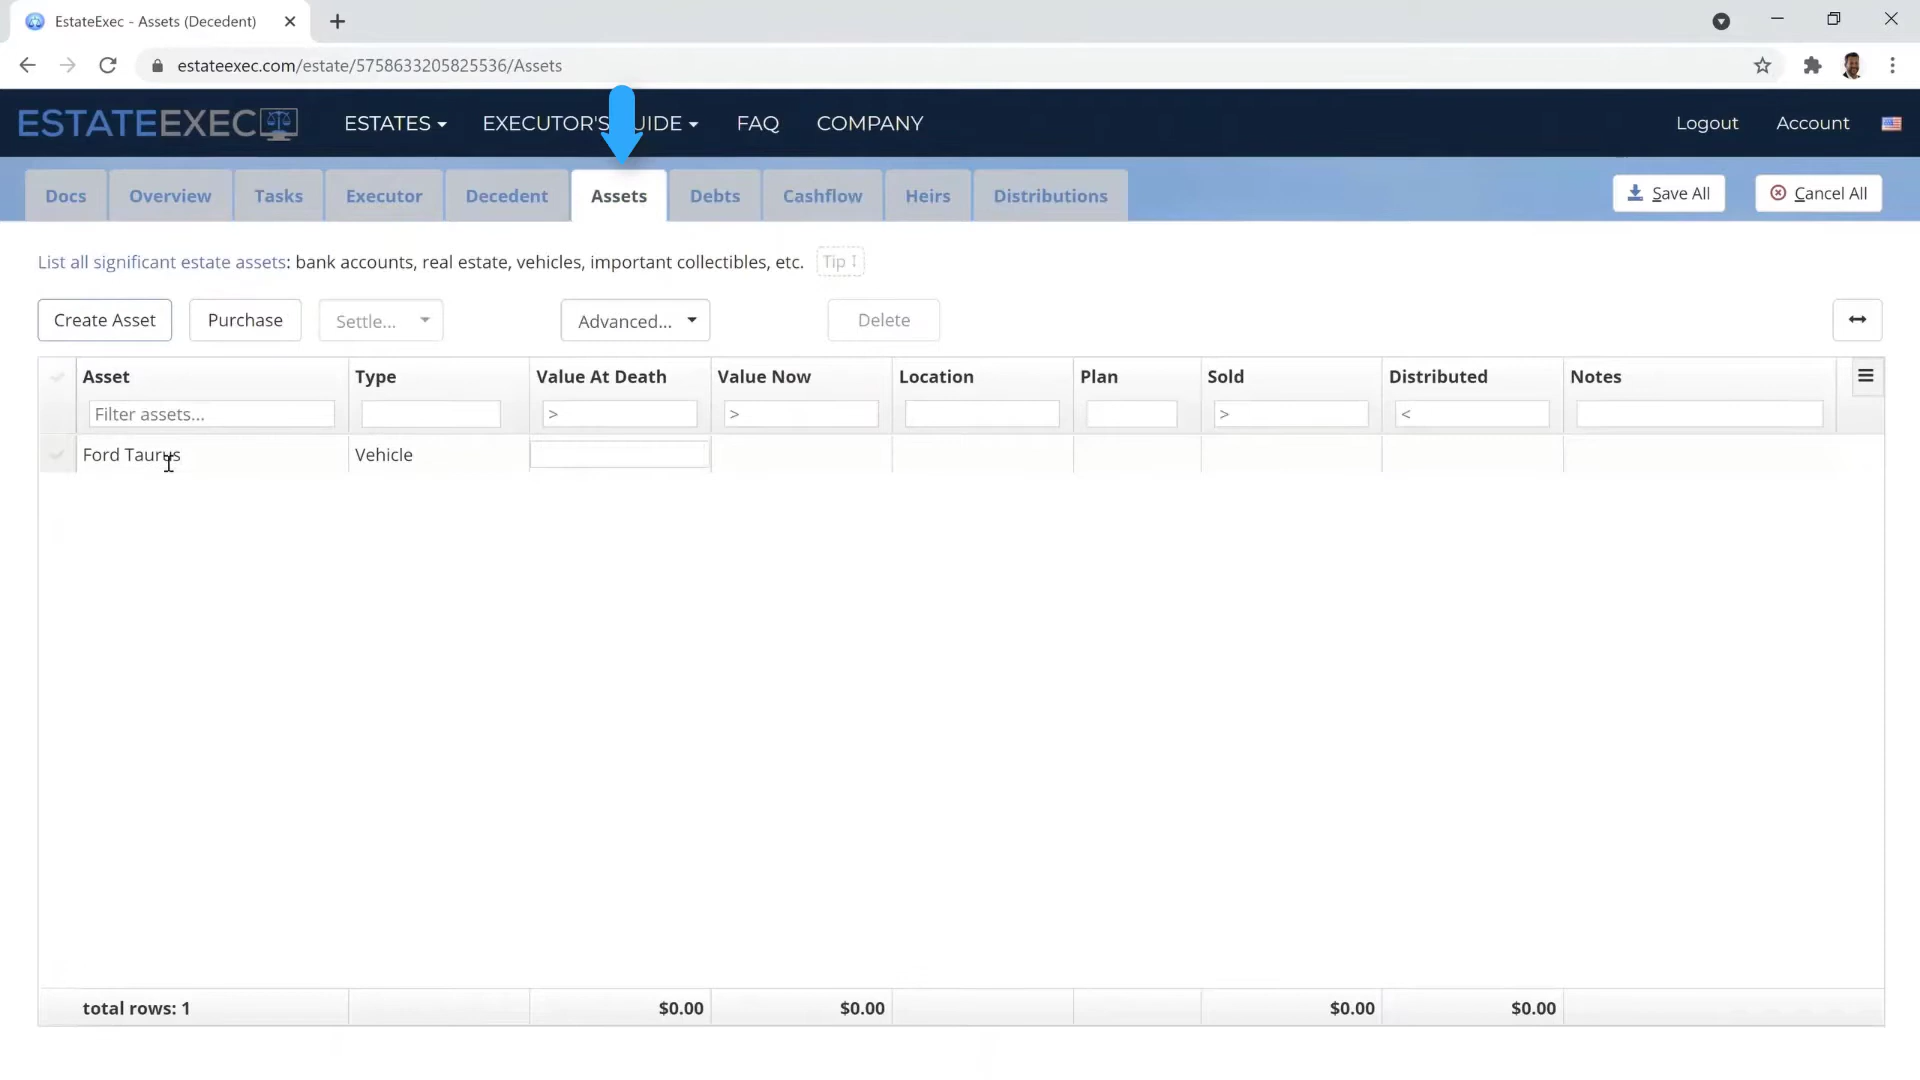 EstateExec - Assets (Decedent)
estateexec.com/estate/5758633205825536/Assets
ESTATEEXEC ESTATES EXECUTOR'S UIDE FAQ COMPANY Logout Account
Docs Overview Tasks Executor Decedent Assets Debts Cashflow Heirs Distributions Save All Cancel All
List all significant estate assets: bank accounts, real estate, vehicles, important collectibles, etc. Tip
Create Asset Purchase Settle... Advanced... Delete
Asset Type Value At Death Value Now Location Plan Sold Distributed Notes
Filter assets... > > > <
Ford Taurus Vehicle
total rows: 1 $0.00 $0.00 $0.00 $0.00